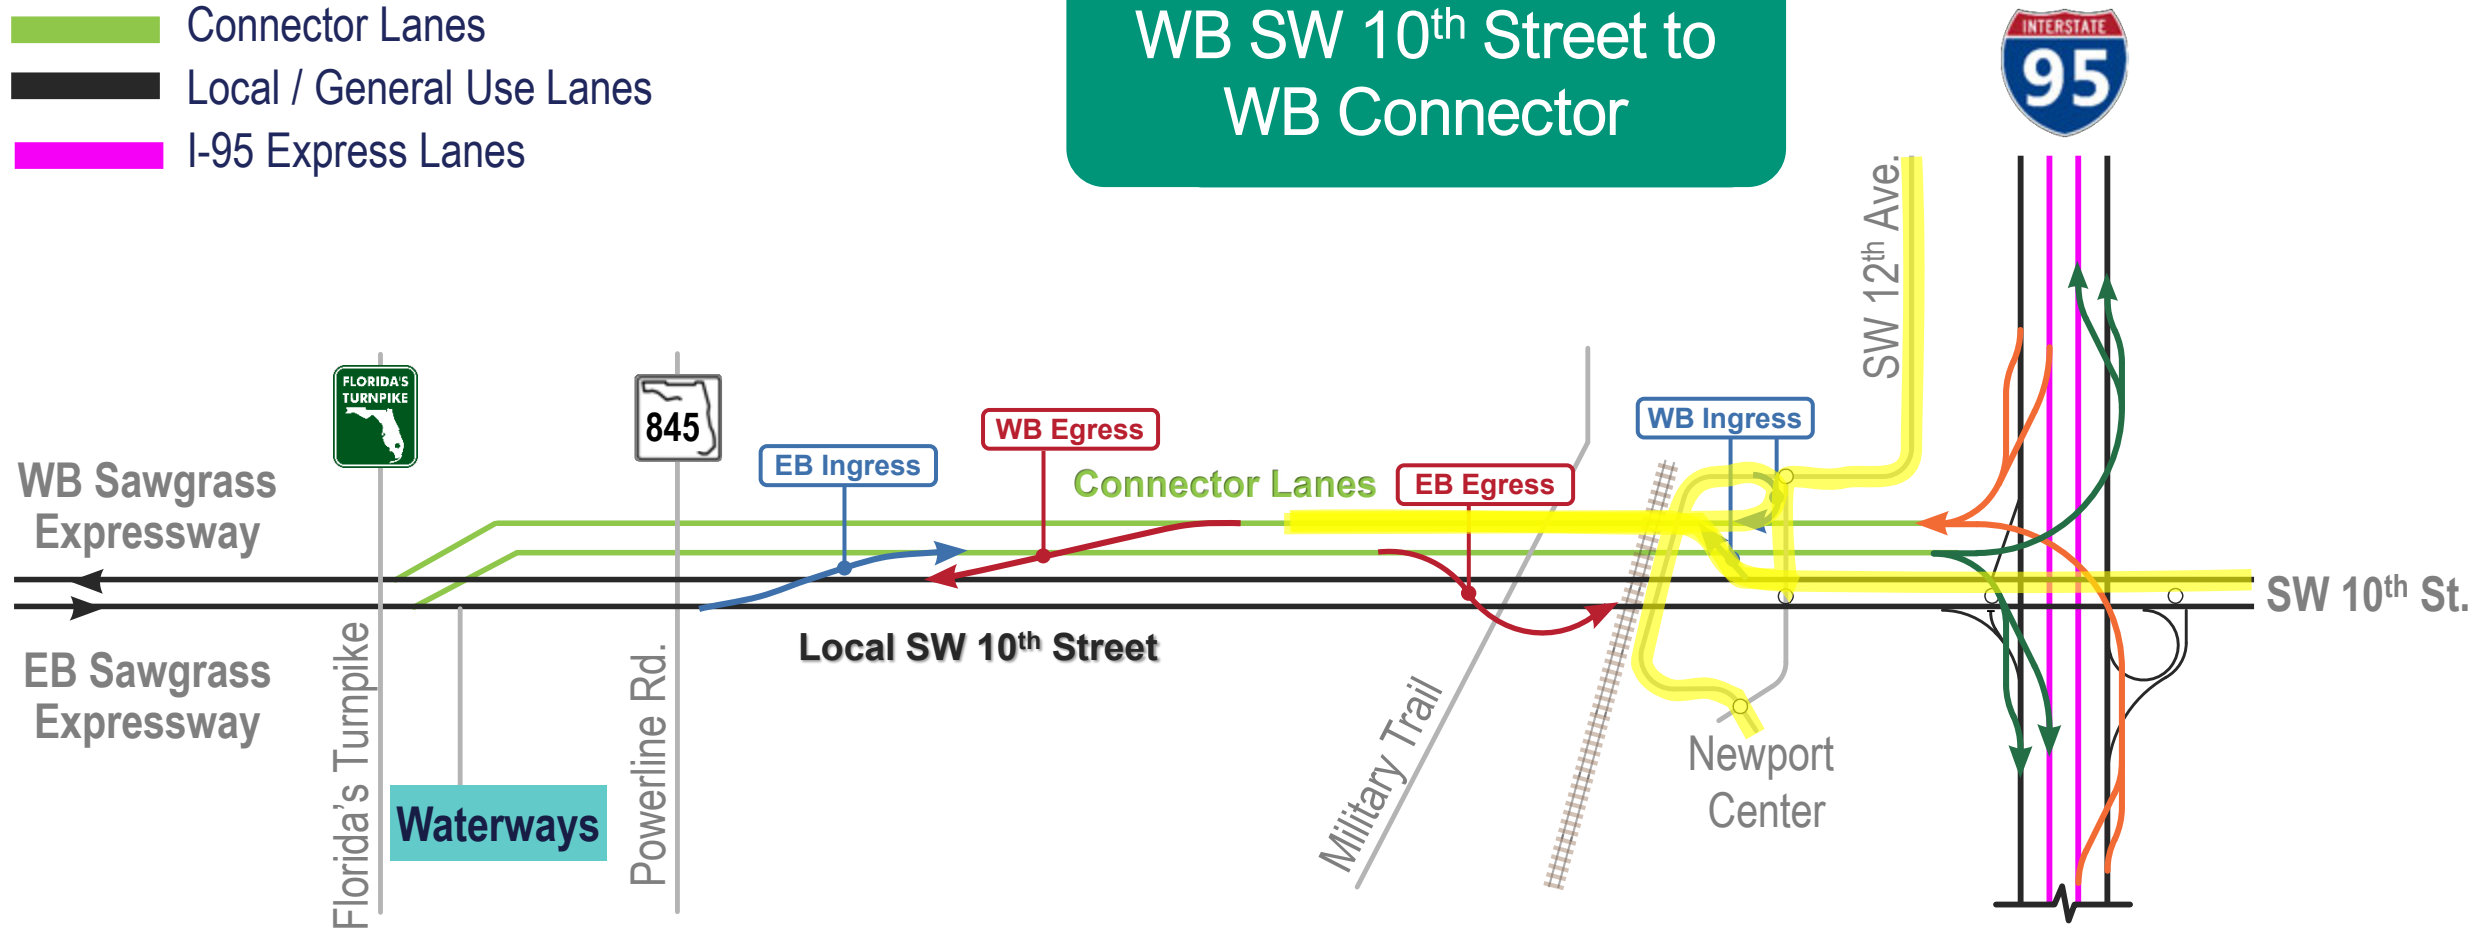 Connector Lanes
Local / General Use Lanes
I-95 Express Lanes
WB SW 10th Street to
WB Connector
INTERSTATE
95
SW 12th Ave.
FLORIDA'S
TURNPIKE
845
WB Ingress
WB Egress
EB Ingress
Connector Lanes
EB Egress
WB Sawgrass
Expressway
SW 10th St.
Local SW 10th Street
EB Sawgrass
Expressway
Florida's Turnpike
Powerline Rd.
Military Trail
Newport
Center
Waterways